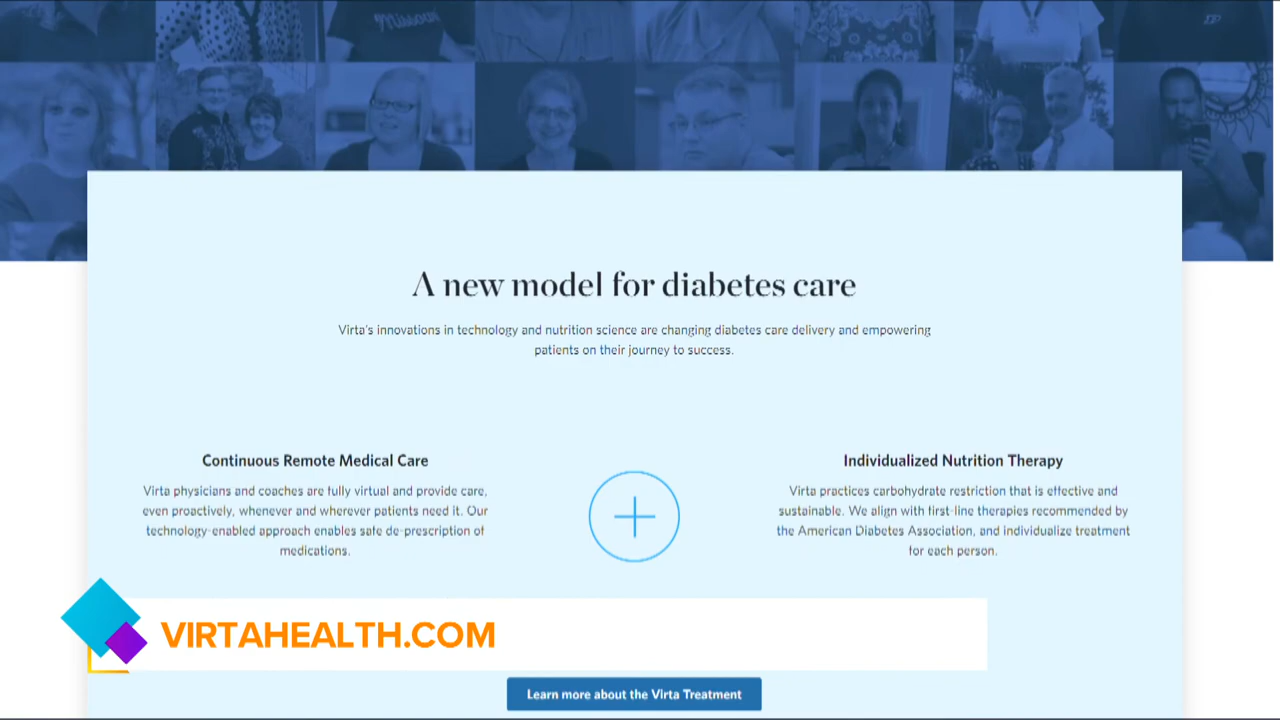 Missouri
A new model for diabetes care
Virta's innovations in technology and nutrition science are changing diabetes care delivery and empowering
patients on their journey to success.
Continuous Remote Medical Care
Virta physicians and coaches are fully virtual and provide care,
even proactively, whenever and wherever patients need it. Our
technology-enabled approach enables safe de-prescription of
medications.
Individualized Nutrition Therapy
Virta practices carbohydrate restriction that is effective and
sustainable. We align with first-line therapies recommended by
the American Diabetes Association, and individualize treatment
for each person.
VIRTAHEALTH.COM
Learn more about the Virta Treatment